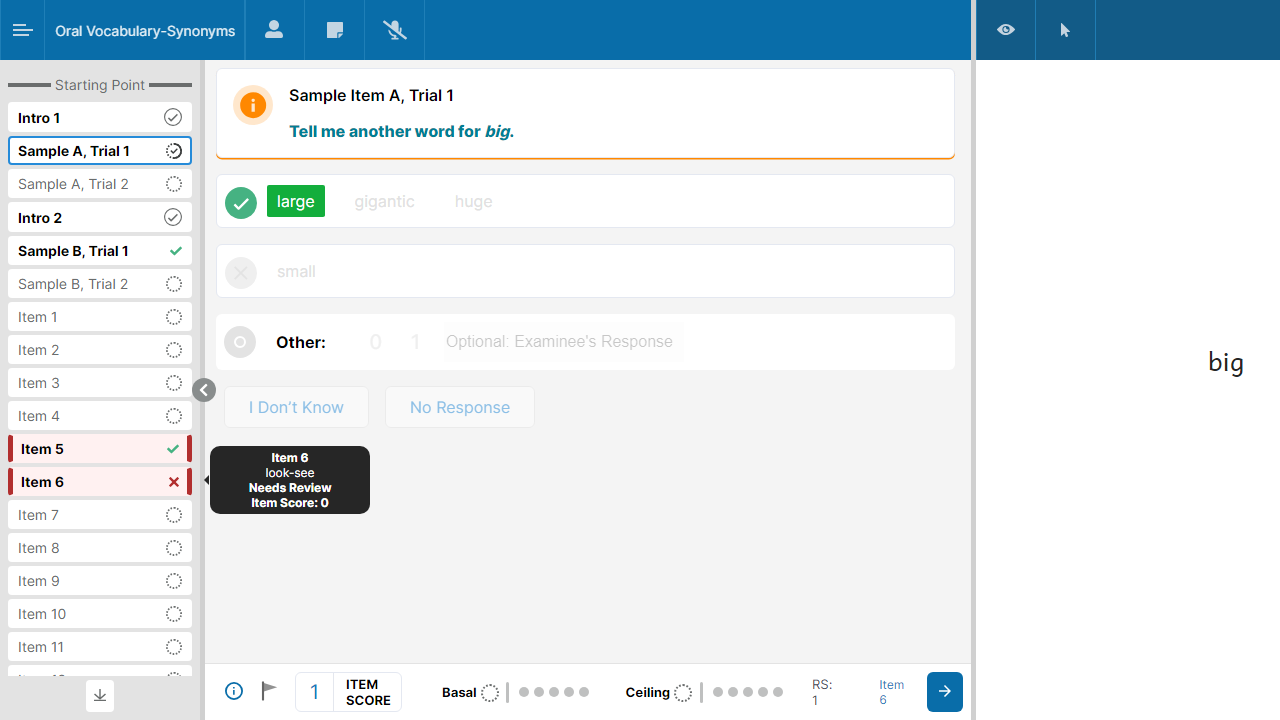 Oral Vocabulary-Synonyms
Starting Point
Intro 1
Sample A, Trial 1
Sample A, Trial 2
Intro 2
Sample B, Trial 1
Sample B, Trial 2
Item 1
Item 2
Item 3
Item 4
Item 5
Item 6
Item 7
Item 8
Item 9
Item 10
Item 11
Sample Item A, Trial 1
Tell me another word for big.
large gigantic huge
small
Other: 0 1 Optional: Examinee's Response
I Don't Know No Response
Item 6
look-see
Needs Review
Item Score: 0
1 ITEM
SCORE
Basal
Ceiling
RS:
1
Item
6
big